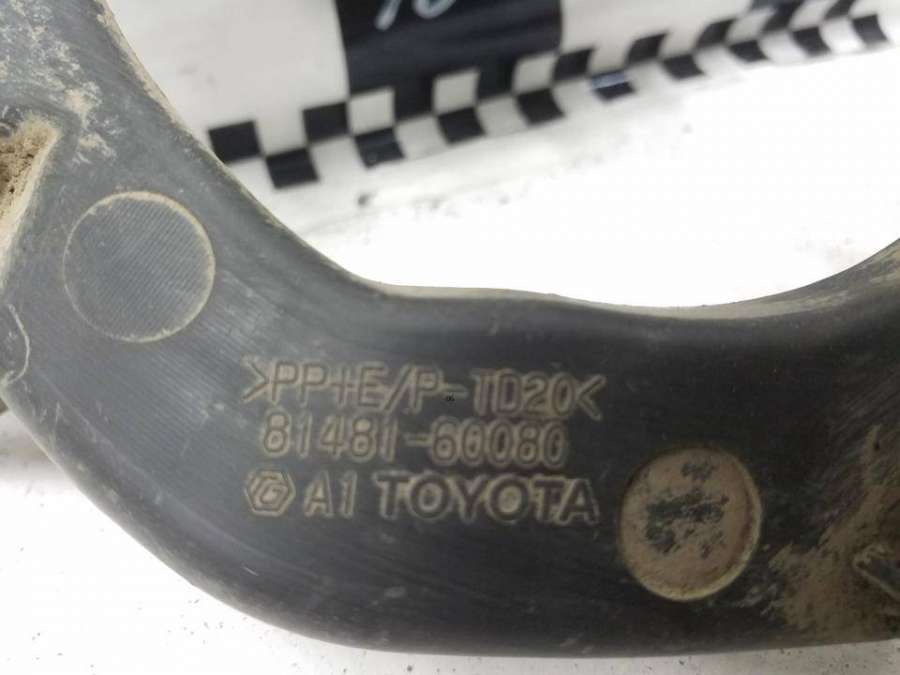 >PP+E/P-TD20<
81481-60080
A1 TOYOTA